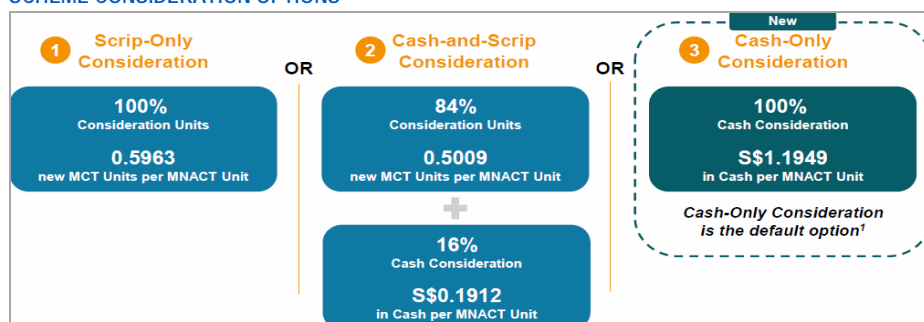 SCHEME CONSIDERATION OPTIONS
1 Scrip-Only
Consideration
100%
Consideration Units
0.5963
new MCT Units per MNACT Unit
OR
2 Cash-and-Scrip
Consideration
84%
Consideration Units
0.5009
new MCT Units per MNACT Unit
16%
Cash Consideration
S$0.1912
in Cash per MNACT Unit
OR
New
3 Cash-Only
Consideration
100%
Cash Consideration
S$1.1949
in Cash per MNACT Unit
Cash-Only Consideration
is the default option¹